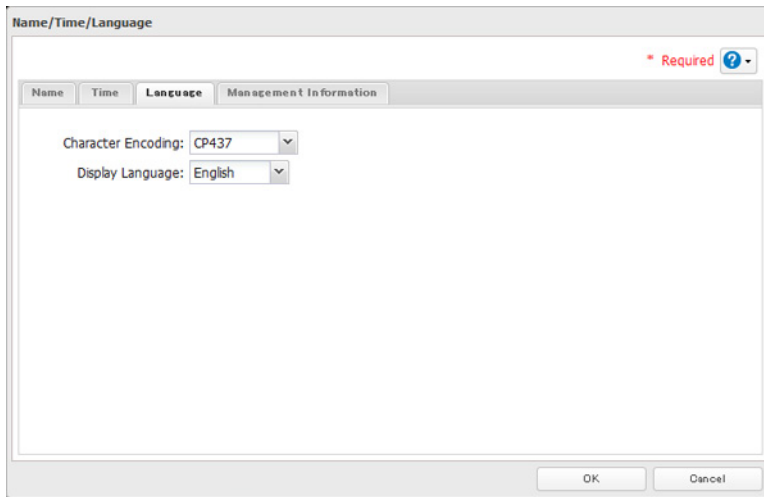 Name/Time/Language
* Required ?
Name Time Language Management Information
Character Encoding: CP437
Display Language: English
OK Cancel